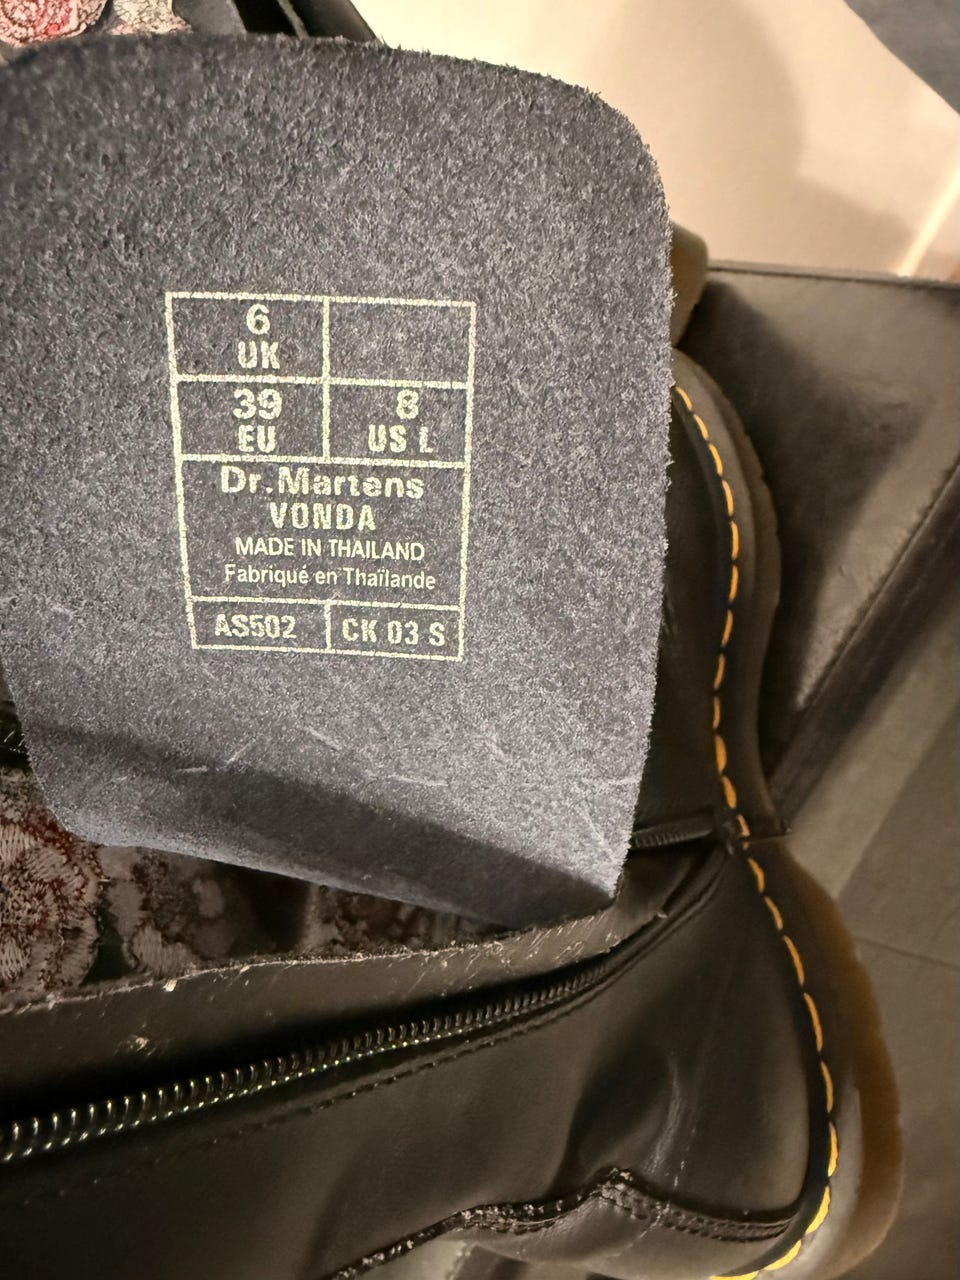 6
UK
39 8
EU US L
Dr.Martens
VONDA
MADE IN THAILAND
Fabriqué en Thaïlande
AS502 CK 03 S